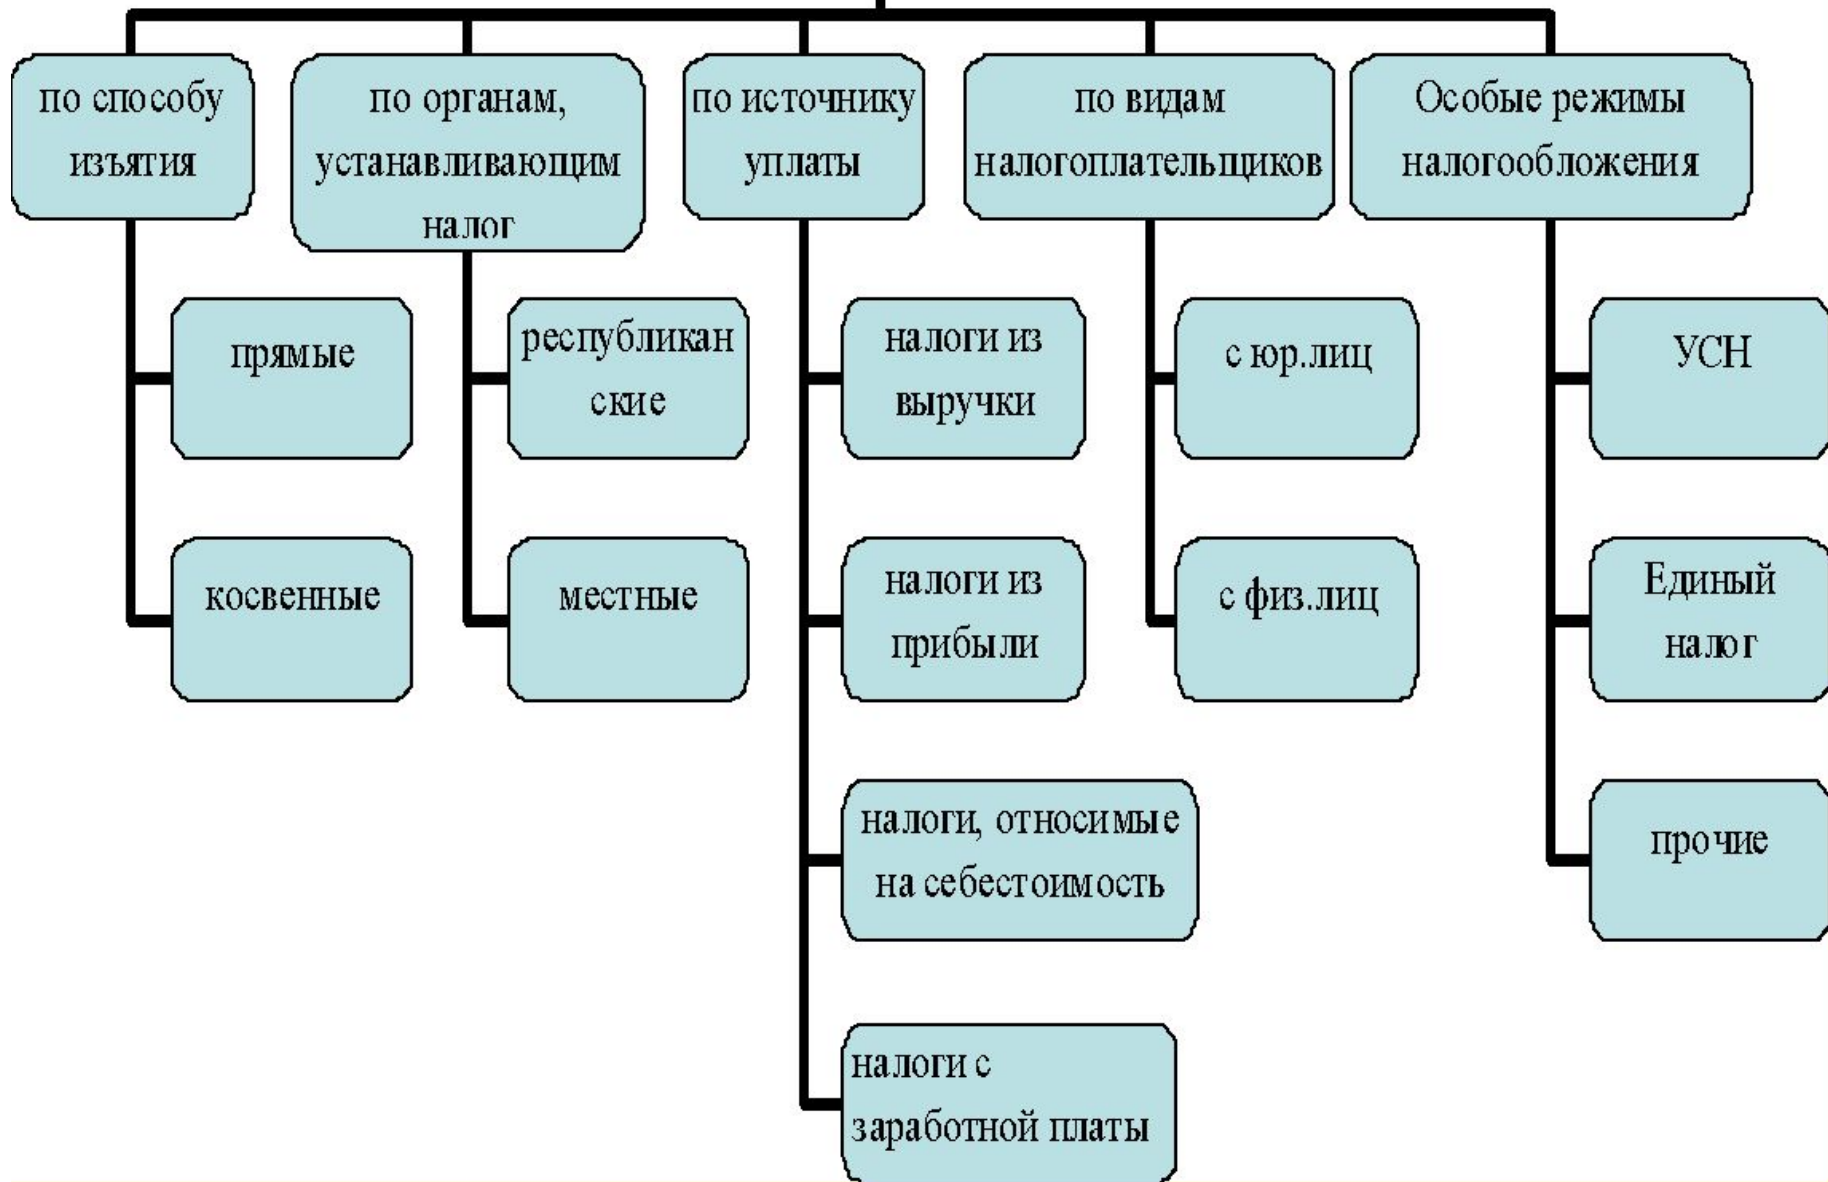 по способу
изъятия
по органам,
устанавливающим
налог
по источнику
уплаты
по видам
налогоплательщиков
Особые режимы
налогообложения
прямые
косвенные
республикан
ские
местные
налоги из
выручки
налоги из
прибыли
налоги, относимые
на себестоимость
налоги с
заработной платы
с юр.лиц
с физ.лиц
УСН
Единый
налог
прочие